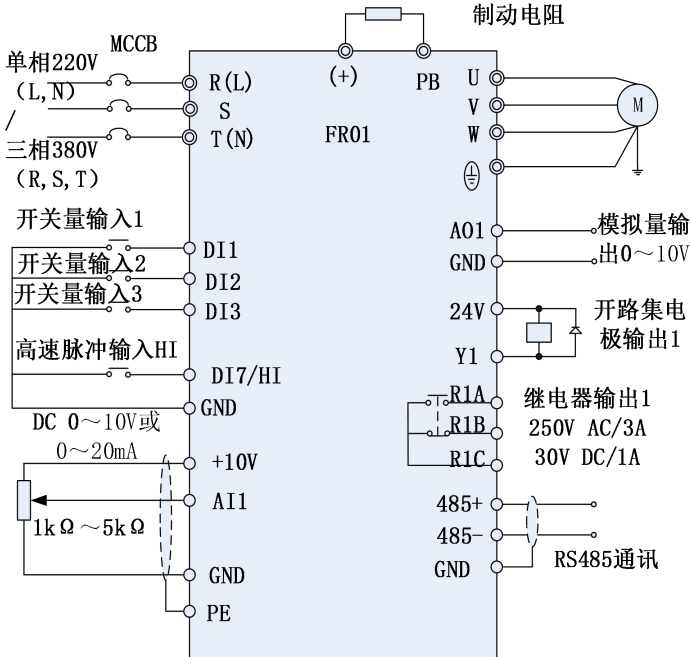 制动电阻
MCCB
单相220V
（L,N）
/
三相380V
（R,S,T）
R(L)
S
T(N)
(+)
PB
FR01
U
V
W
M
开关量输入1
开关量输入2
开关量输入3
高速脉冲输入HI
DI1
DI2
DI3
DI7/HI
GND
DC 0～10V或
0～20mA
+10V
AI1
1kΩ～5kΩ
GND
PE
AO1
GND
模拟量输
出0～10V
24V
Y1
开路集电
极输出1
R1A
R1B
R1C
继电器输出1
250V AC/3A
30V DC/1A
485+
485-
GND
RS485通讯